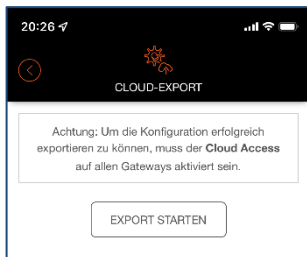 20:26
CLOUD-EXPORT
Achtung: Um die Konfiguration erfolgreich
exportieren zu können, muss der Cloud Access
auf allen Gateways aktiviert sein.
EXPORT STARTEN